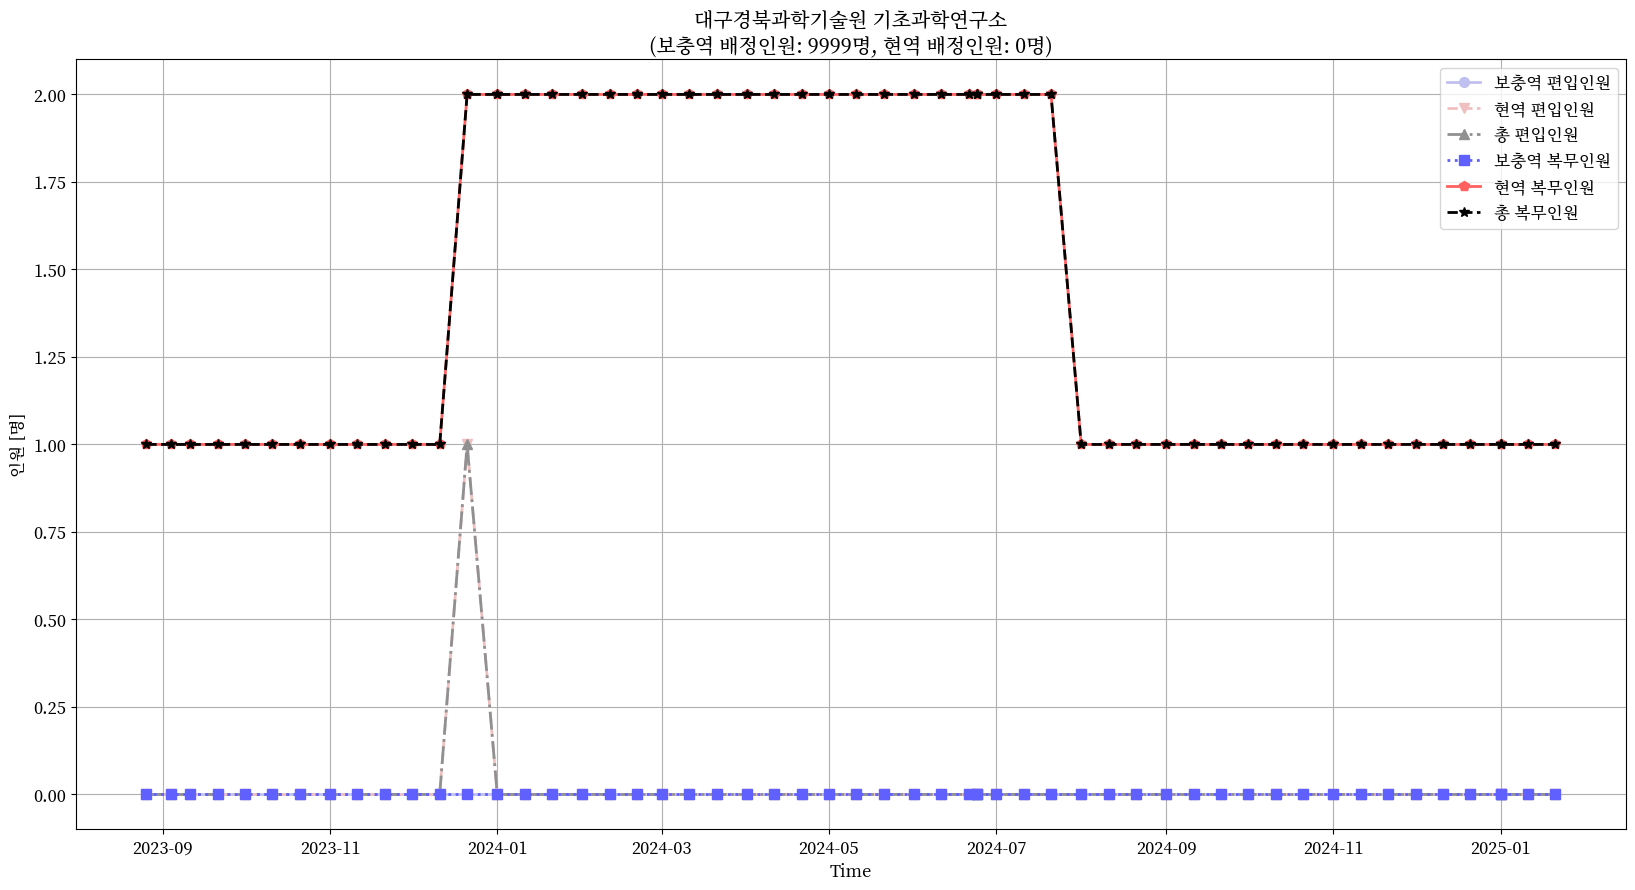 대구경북과학기술원 기초과학연구소
(보충역 배정인원: 9999명, 현역 배정인원: 0명)
보충역 편입인원
현역 편입인원
총 편입인원
보충역 복무인원
현역 복무인원
총 복무인원
인원 [명]
2.00
1.75
1.50
1.25
1.00
0.75
0.50
0.25
0.00
2023-09
2023-11
2024-01
2024-03
2024-05
2024-07
2024-09
2024-11
2025-01
Time